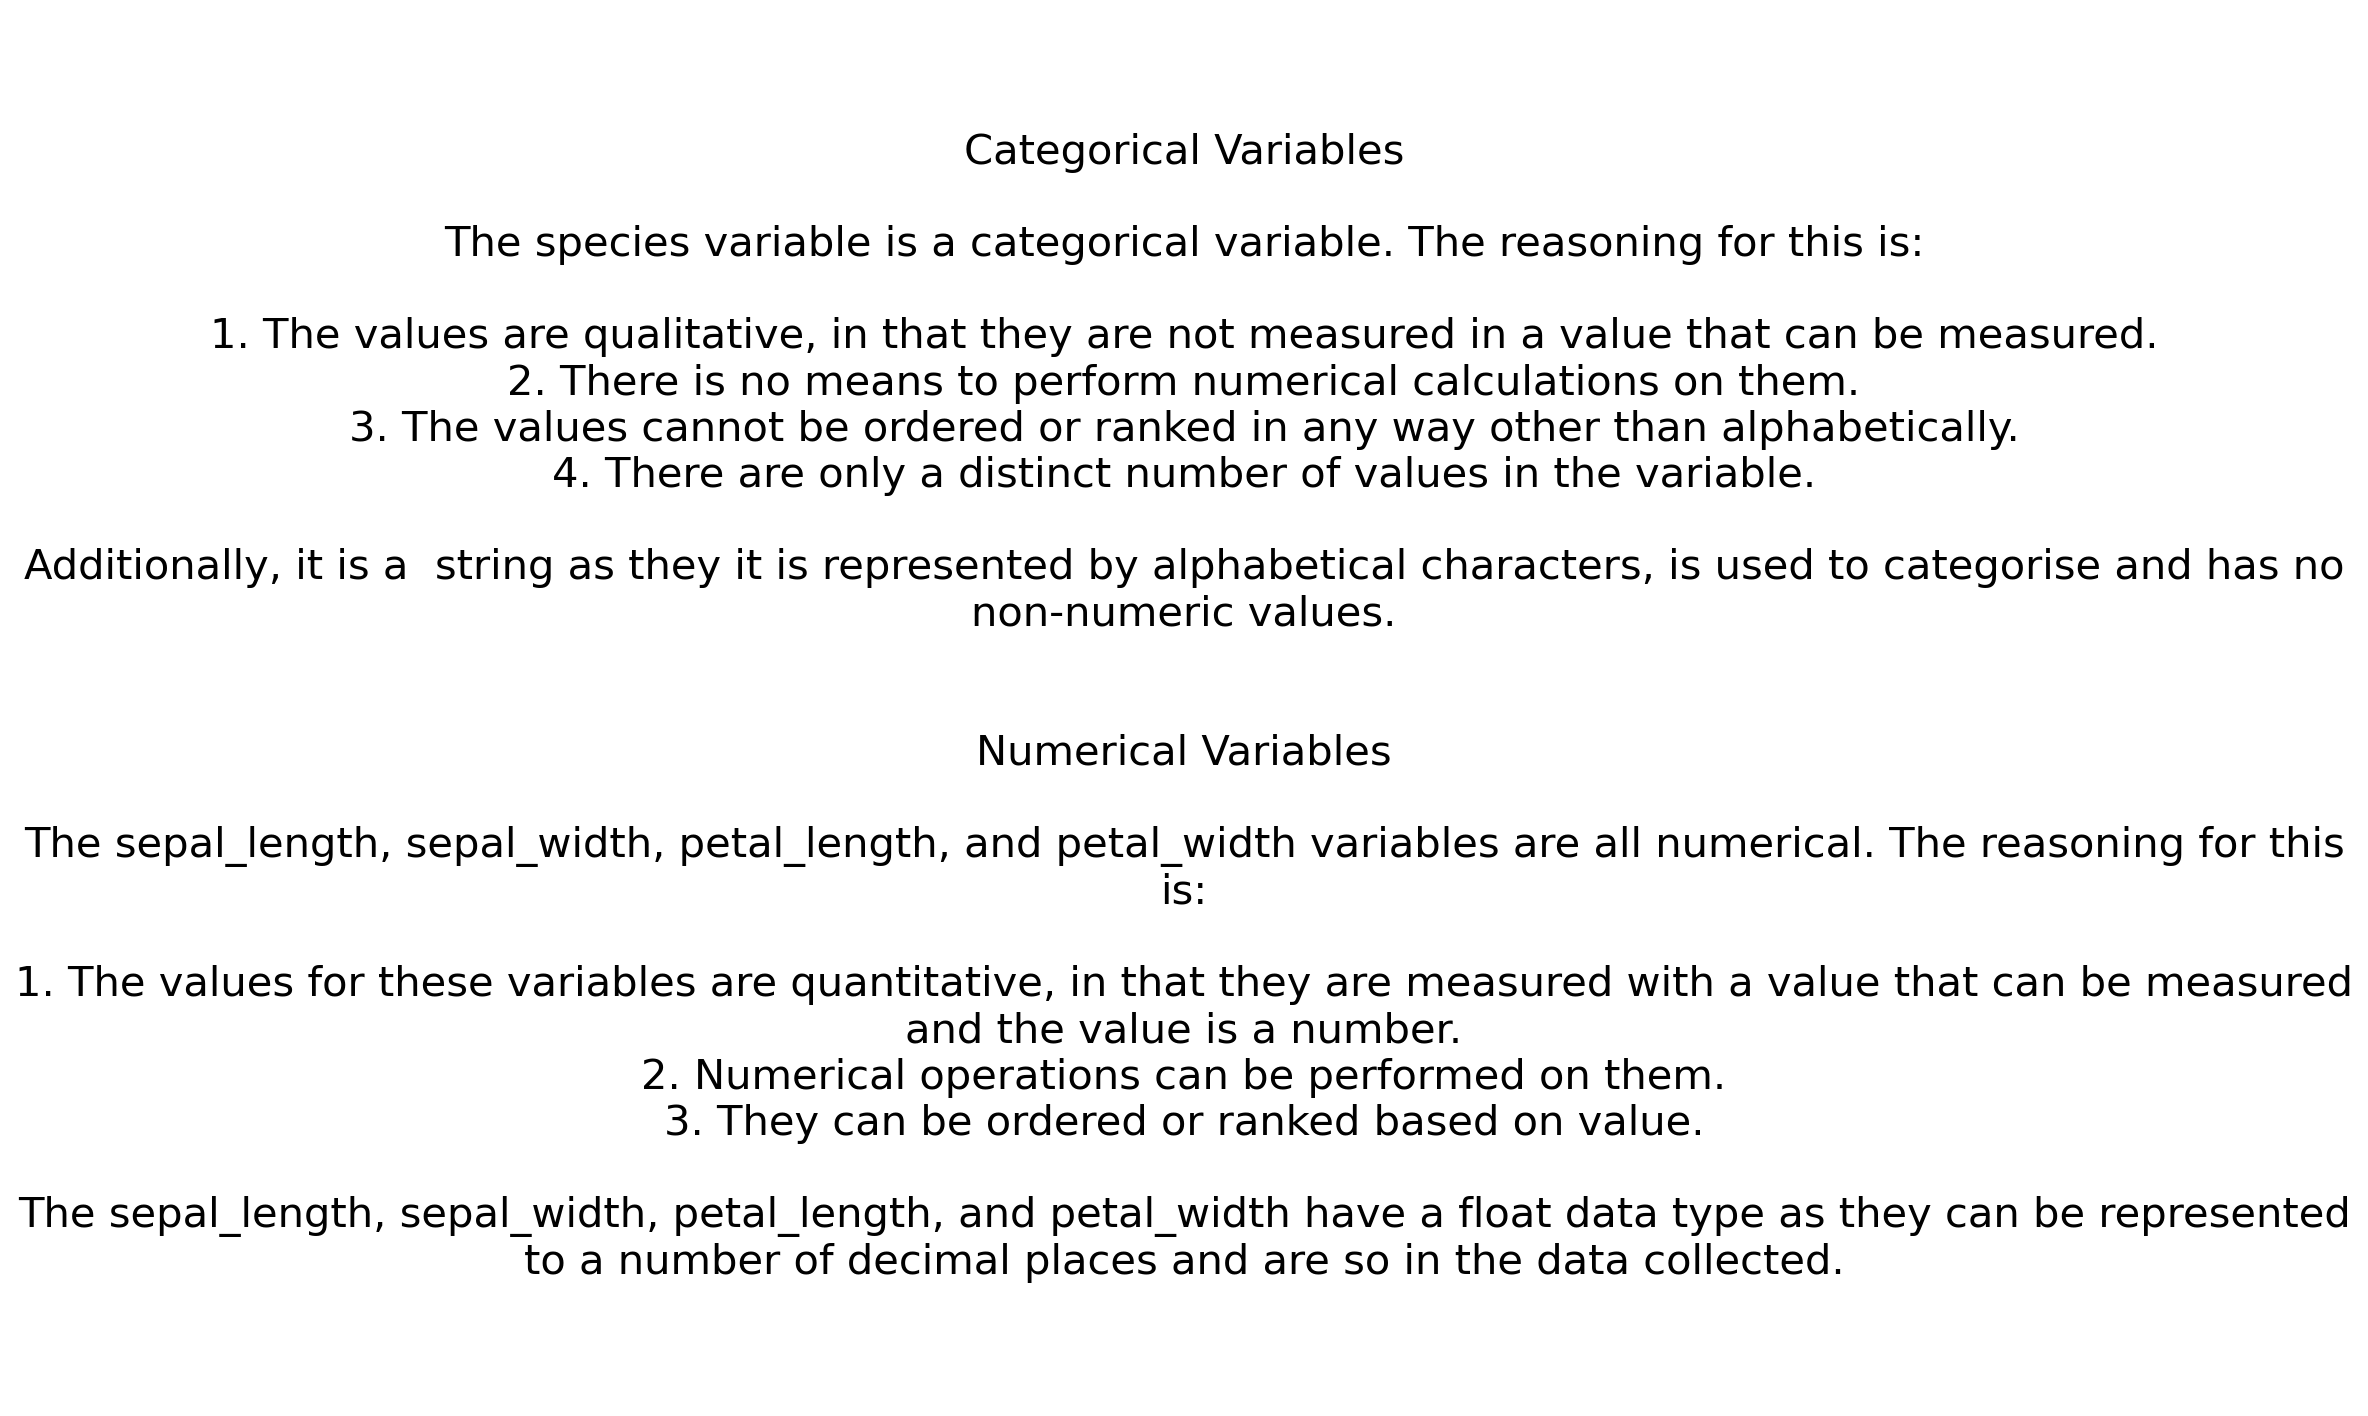 Categorical Variables
The species variable is a categorical variable. The reasoning for this is:
1. The values are qualitative, in that they are not measured in a value that can be measured.
2. There is no means to perform numerical calculations on them.
3. The values cannot be ordered or ranked in any way other than alphabetically.
4. There are only a distinct number of values in the variable.
Additionally, it is a  string as they it is represented by alphabetical characters, is used to categorise and has no
non-numeric values.
Numerical Variables
The sepal_length, sepal_width, petal_length, and petal_width variables are all numerical. The reasoning for this
is:
1. The values for these variables are quantitative, in that they are measured with a value that can be measured
and the value is a number.
2. Numerical operations can be performed on them.
3. They can be ordered or ranked based on value.
The sepal_length, sepal_width, petal_length, and petal_width have a float data type as they can be represented
to a number of decimal places and are so in the data collected.